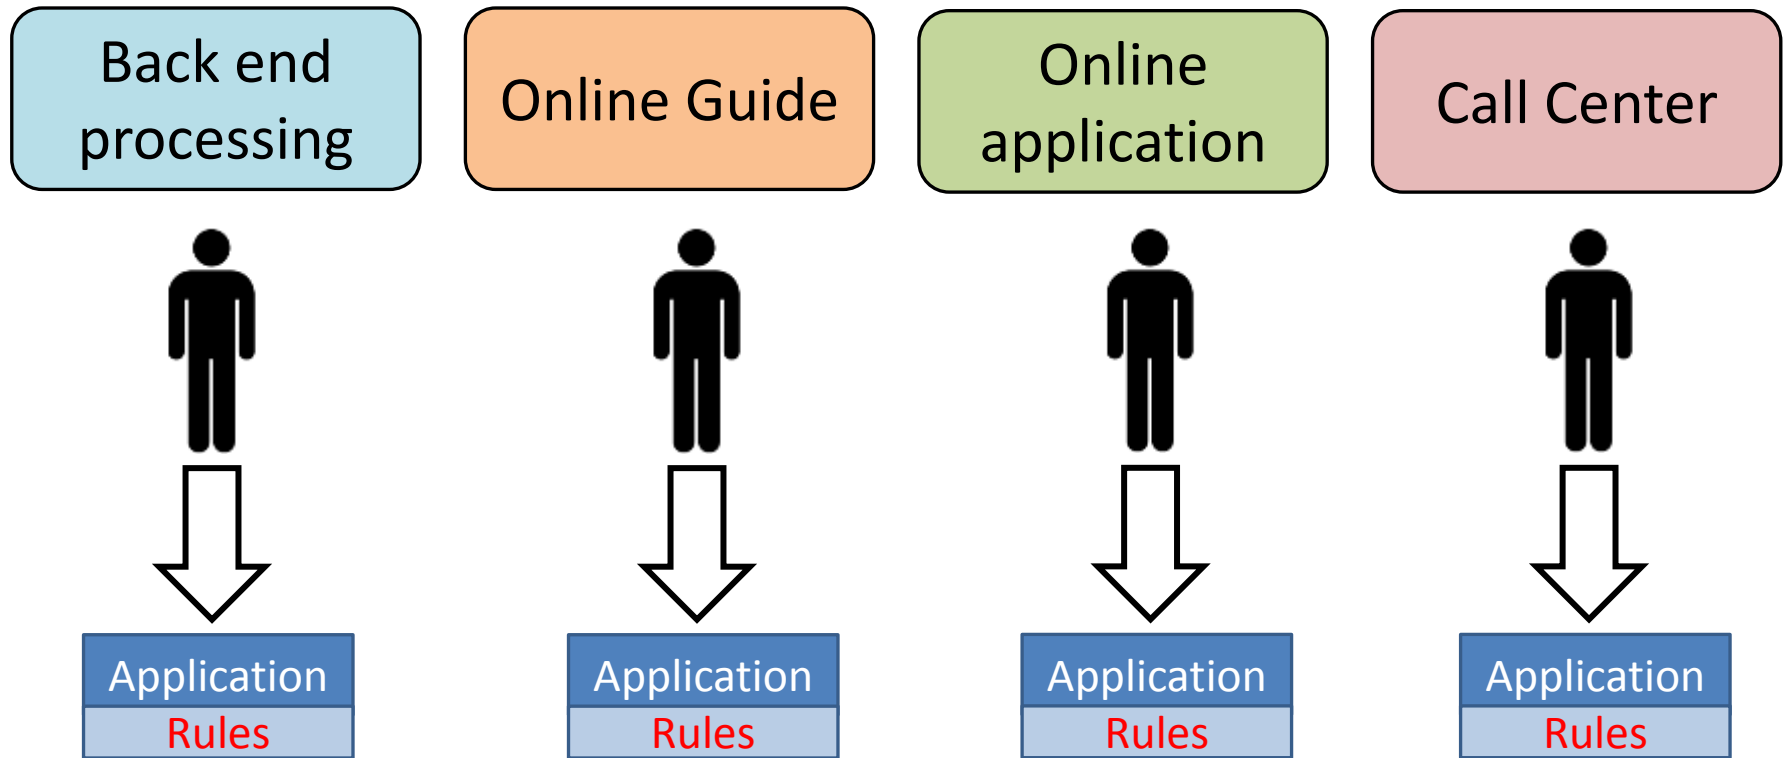 Back end
processing
Online Guide
Online
application
Call Center
Application
Rules
Application
Rules
Application
Rules
Application
Rules